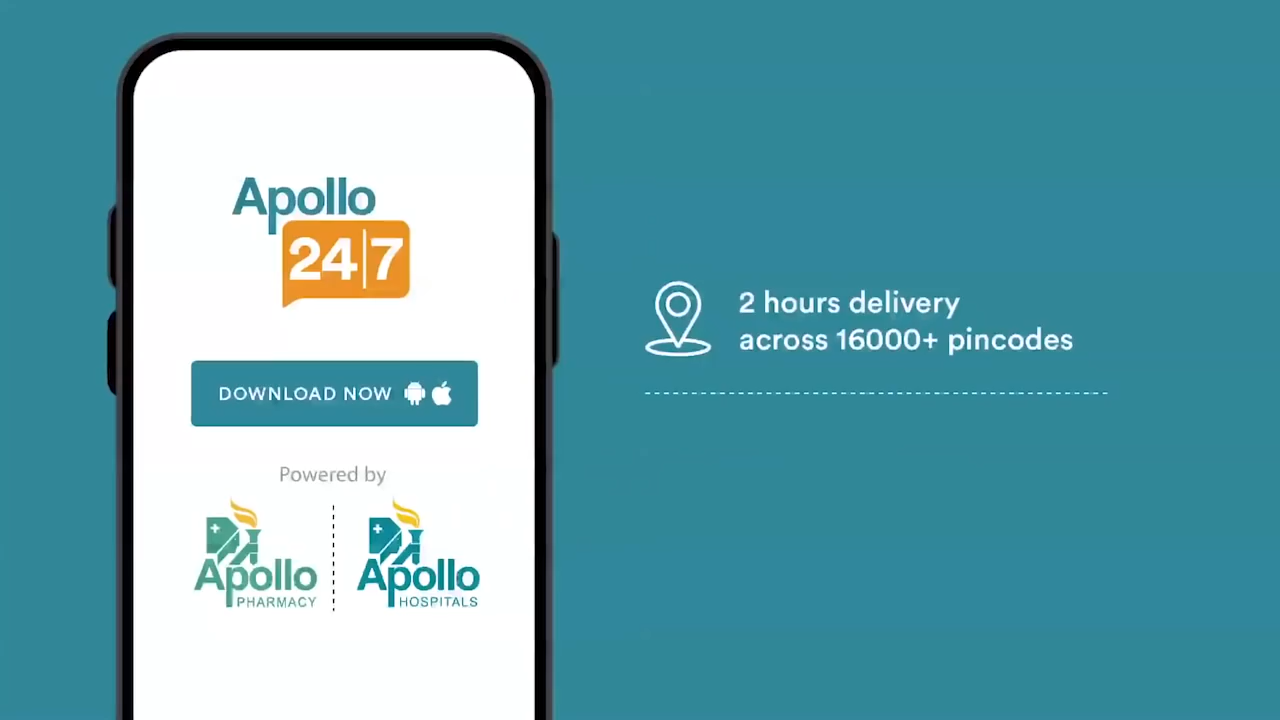 Apollo
24|7
DOWNLOAD NOW
Powered by
Apollo
PHARMACY
Apollo
HOSPITALS
2 hours delivery
across 16000+ pincodes